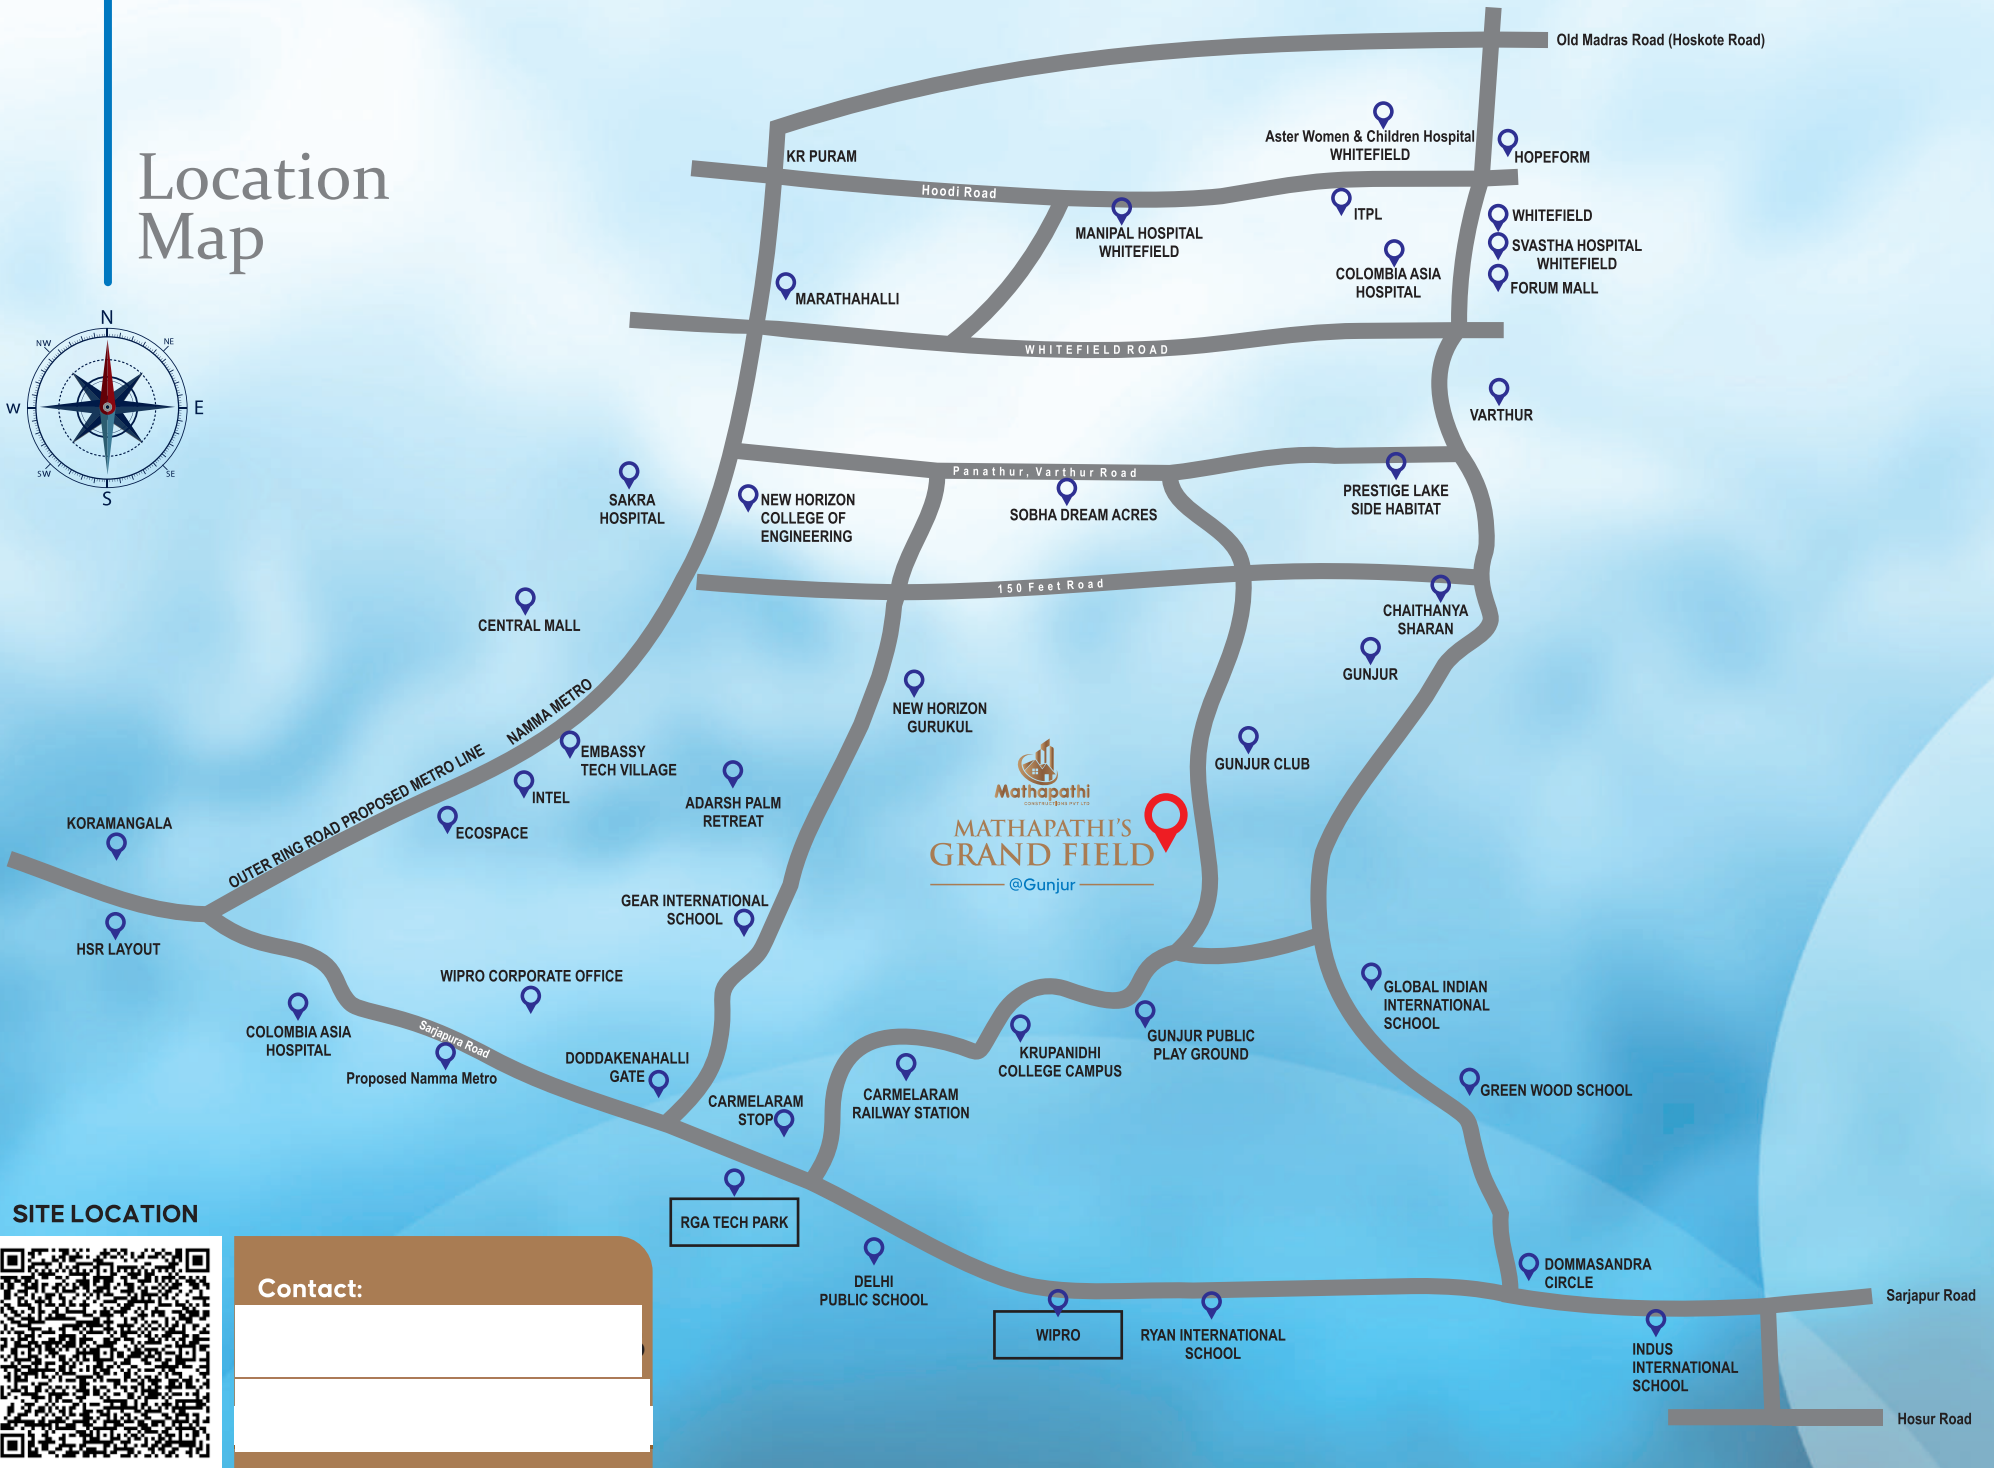 Old Madras Road (Hoskote Road)
Location
Map
Aster Women & Children Hospital
WHITEFIELD
HOPEFORM
KR PURAM
Hoodi Road
ITPL
WHITEFIELD
MANIPAL HOSPITAL
WHITEFIELD
SVASTHA HOSPITAL
WHITEFIELD
COLOMBIA ASIA
HOSPITAL
FORUM MALL
MARATHAHALLI
WHITEFIELD ROAD
N
NW
NE
W
E
SW
SE
S
VARTHUR
Panathur, Varthur Road
SAKRA
HOSPITAL
NEW HORIZON
COLLEGE OF
ENGINEERING
SOBHA DREAM ACRES
PRESTIGE LAKE
SIDE HABITAT
150 Feet Road
CENTRAL MALL
CHAITHANYA
SHARAN
GUNJUR
NEW HORIZON
GURUKUL
NAMMA METRO
OUTER RING ROAD PROPOSED METRO LINE
EMBASSY
TECH VILLAGE
INTEL
ECOSPACE
ADARSH PALM
RETREAT
GUNJUR CLUB
Mathapathi
CONSTRUCTIONS PVT LTD
MATHAPATHI'S
GRAND FIELD
@Gunjur
KORAMANGALA
HSR LAYOUT
GEAR INTERNATIONAL
SCHOOL
WIPRO CORPORATE OFFICE
COLOMBIA ASIA
HOSPITAL
Sarjapura Road
Proposed Namma Metro
DODDAKENAHALLI
GATE
CARMELARAM
STOP
CARMELARAM
RAILWAY STATION
KRUPANIDHI
COLLEGE CAMPUS
GUNJUR PUBLIC
PLAY GROUND
GLOBAL INDIAN
INTERNATIONAL
SCHOOL
GREEN WOOD SCHOOL
RGA TECH PARK
DELHI
PUBLIC SCHOOL
WIPRO
RYAN INTERNATIONAL
SCHOOL
DOMMASANDRA
CIRCLE
Sarjapur Road
INDUS
INTERNATIONAL
SCHOOL
Hosur Road
SITE LOCATION
Contact: